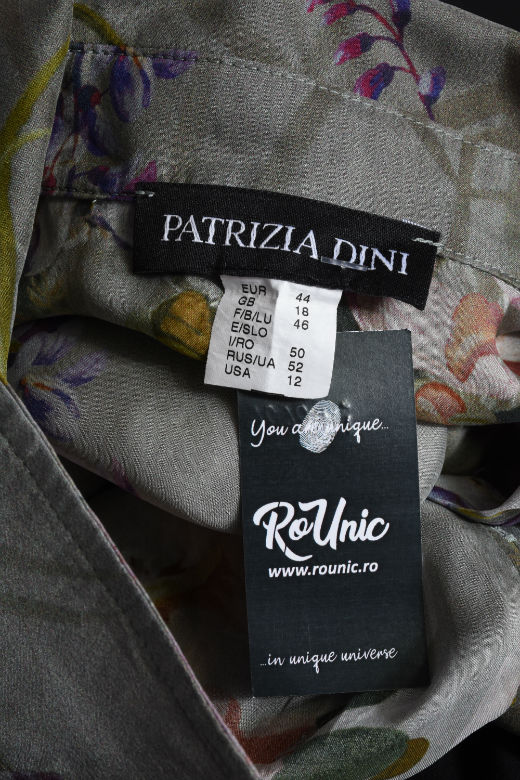 PATRIZIA DINI
EUR 44
GB 18
F/B/LU 46
E/SLO
I/RO 50
RUS/UA 52
USA 12
You are unique...
RoUnic
www.rounic.ro
...in unique universe